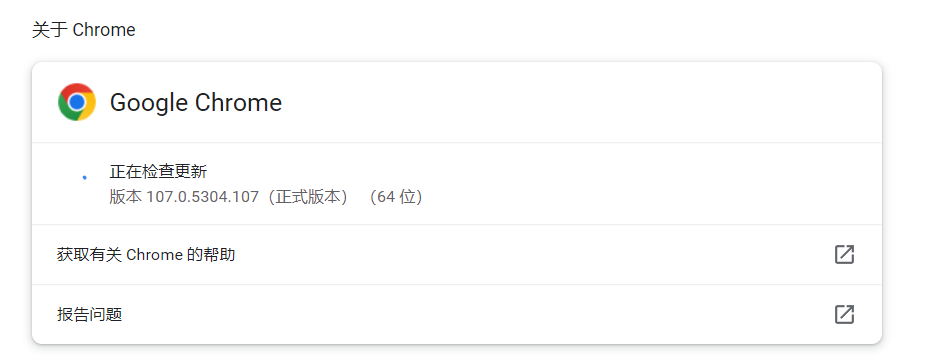 关于 Chrome
Google Chrome
正在检查更新
版本 107.0.5304.107（正式版本） （64 位）
获取有关 Chrome 的帮助
报告问题